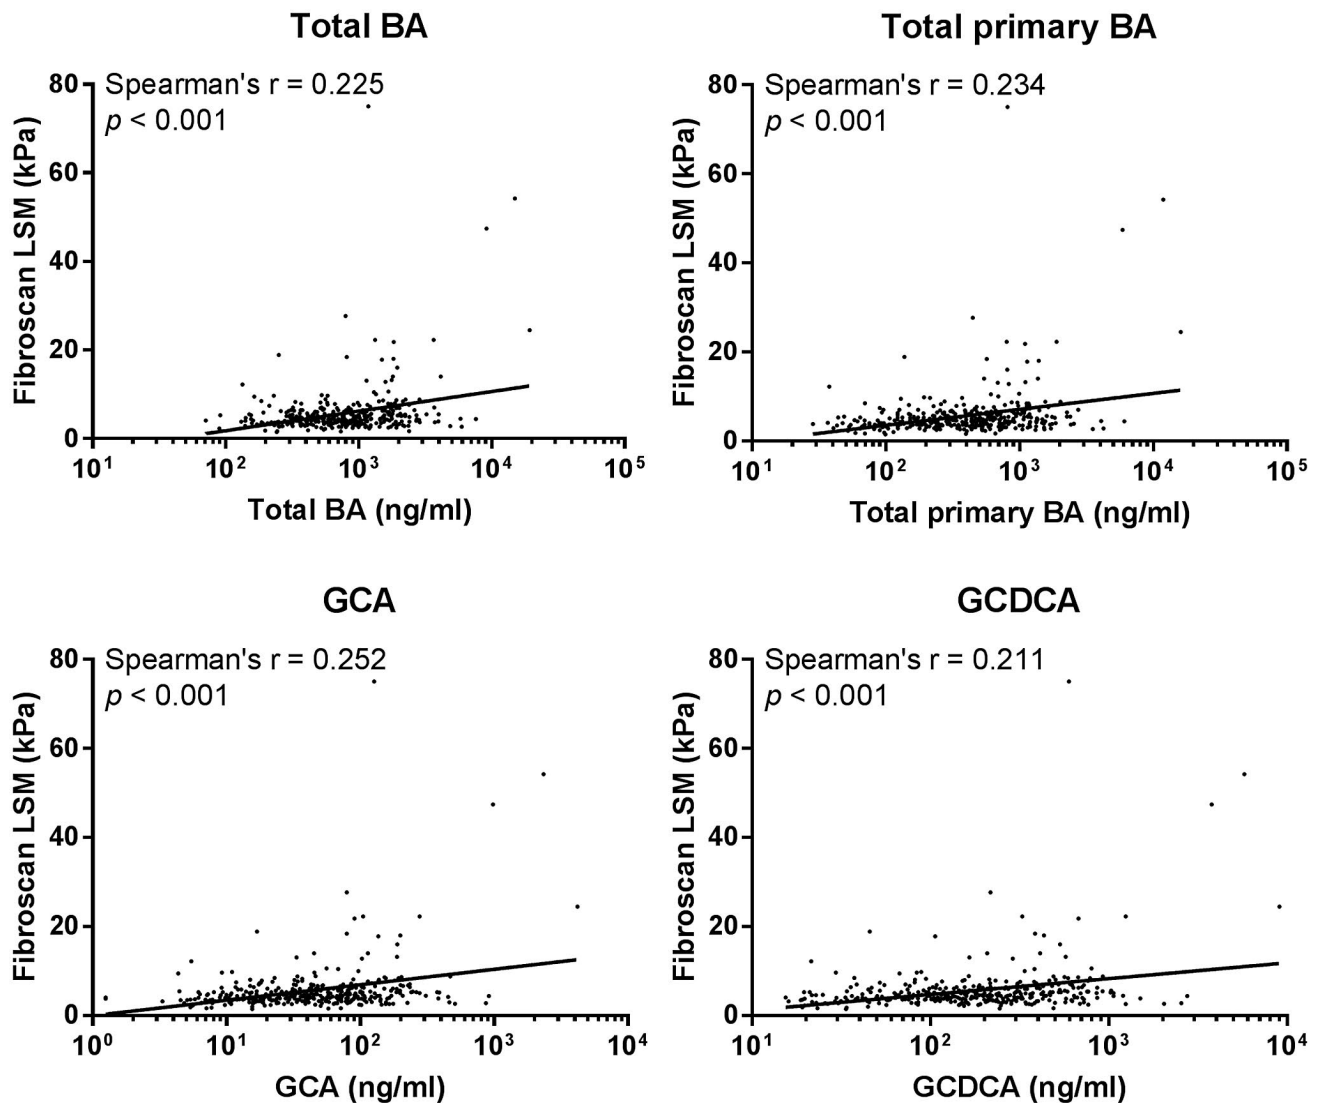 Total BA
Spearman's r = 0.225
p < 0.001
Fibroscan LSM (kPa)
80
60
40
20
0
10¹ 10² 10³ 10⁴ 10⁵
Total BA (ng/ml)
Total primary BA
Spearman's r = 0.234
p < 0.001
Fibroscan LSM (kPa)
80
60
40
20
0
10¹ 10² 10³ 10⁴ 10⁵
Total primary BA (ng/ml)
GCA
Spearman's r = 0.252
p < 0.001
Fibroscan LSM (kPa)
80
60
40
20
0
10⁰ 10¹ 10² 10³ 10⁴
GCA (ng/ml)
GCDCA
Spearman's r = 0.211
p < 0.001
Fibroscan LSM (kPa)
80
60
40
20
0
10¹ 10² 10³ 10⁴
GCDCA (ng/ml)